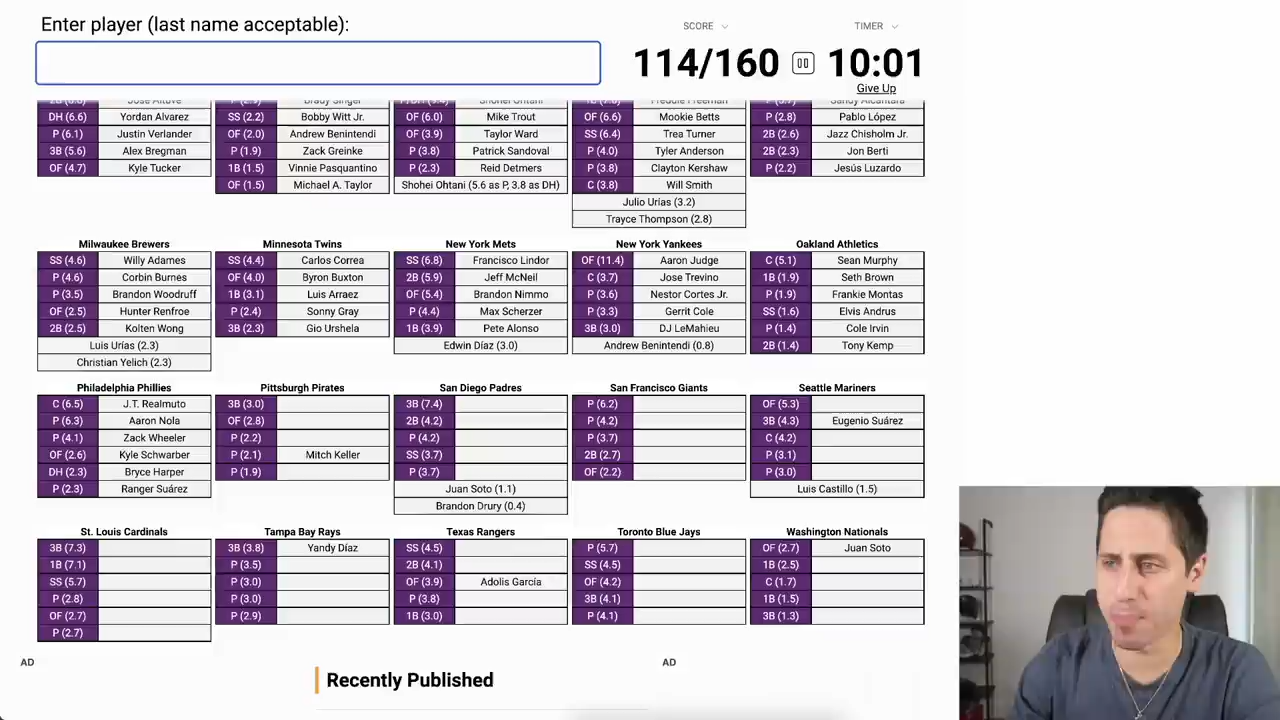 Enter player (last name acceptable):
SCORE
TIMER
114/160
10:01
Give Up
DH (6.6) Yordan Alvarez
P (6.1) Justin Verlander
3B (5.6) Alex Bregman
OF (4.7) Kyle Tucker
P (2.9) Brady Singer
SS (2.2) Bobby Witt Jr.
OF (2.0) Andrew Benintendi
P (1.9) Zack Greinke
1B (1.5) Vinnie Pasquantino
OF (1.5) Michael A. Taylor
Shohei Ohtani
OF (6.0) Mike Trout
OF (3.9) Taylor Ward
P (3.8) Patrick Sandoval
P (2.3) Reid Detmers
Shohei Ohtani (5.6 as P, 3.8 as DH)
Freddie Freeman
OF (6.6) Mookie Betts
SS (6.4) Trea Turner
P (4.0) Tyler Anderson
P (3.8) Clayton Kershaw
C (3.8) Will Smith
Julio Urías (3.2)
Trayce Thompson (2.8)
Sandy Alcantara
P (2.8) Pablo López
2B (2.6) Jazz Chisholm Jr.
2B (2.3) Jon Berti
P (2.2) Jesús Luzardo
Milwaukee Brewers
SS (4.6) Willy Adames
P (4.6) Corbin Burnes
P (3.5) Brandon Woodruff
OF (2.5) Hunter Renfroe
2B (2.5) Kolten Wong
Luis Urías (2.3)
Christian Yelich (2.3)
Minnesota Twins
SS (4.4) Carlos Correa
OF (4.0) Byron Buxton
1B (3.1) Luis Arraez
P (2.4) Sonny Gray
3B (2.3) Gio Urshela
New York Mets
SS (6.8) Francisco Lindor
2B (5.9) Jeff McNeil
OF (5.4) Brandon Nimmo
P (4.4) Max Scherzer
1B (3.9) Pete Alonso
Edwin Díaz (3.0)
New York Yankees
OF (11.4) Aaron Judge
C (3.7) Jose Trevino
P (3.6) Nestor Cortes Jr.
P (3.3) Gerrit Cole
3B (3.0) DJ LeMahieu
Andrew Benintendi (0.8)
Oakland Athletics
C (5.1) Sean Murphy
1B (1.9) Seth Brown
P (1.9) Frankie Montas
SS (1.6) Elvis Andrus
P (1.4) Cole Irvin
2B (1.4) Tony Kemp
Philadelphia Phillies
C (6.5) J.T. Realmuto
P (6.3) Aaron Nola
P (4.1) Zack Wheeler
OF (2.6) Kyle Schwarber
DH (2.3) Bryce Harper
P (2.3) Ranger Suárez
Pittsburgh Pirates
3B (3.0)
OF (2.8)
P (2.2)
P (2.1) Mitch Keller
P (1.9)
San Diego Padres
3B (7.4)
2B (4.2)
P (4.2)
SS (3.7)
P (3.7)
Juan Soto (1.1)
Brandon Drury (0.4)
San Francisco Giants
P (6.2)
P (4.2)
P (3.7)
2B (2.7)
OF (2.2)
Seattle Mariners
OF (5.3)
3B (4.3) Eugenio Suárez
C (4.2)
P (3.1)
P (3.0)
Luis Castillo (1.5)
St. Louis Cardinals
3B (7.3)
1B (7.1)
SS (5.7)
P (2.8)
OF (2.7)
P (2.7)
Tampa Bay Rays
3B (3.8) Yandy Díaz
P (3.5)
P (3.0)
P (3.0)
P (2.9)
Texas Rangers
SS (4.5)
2B (4.1)
OF (3.9) Adolis García
P (3.8)
1B (3.0)
Toronto Blue Jays
P (5.7)
SS (4.5)
OF (4.2)
3B (4.1)
P (4.1)
Washington Nationals
OF (2.7) Juan Soto
1B (2.5)
C (1.7)
1B (1.5)
3B (1.3)
AD
AD
Recently Published